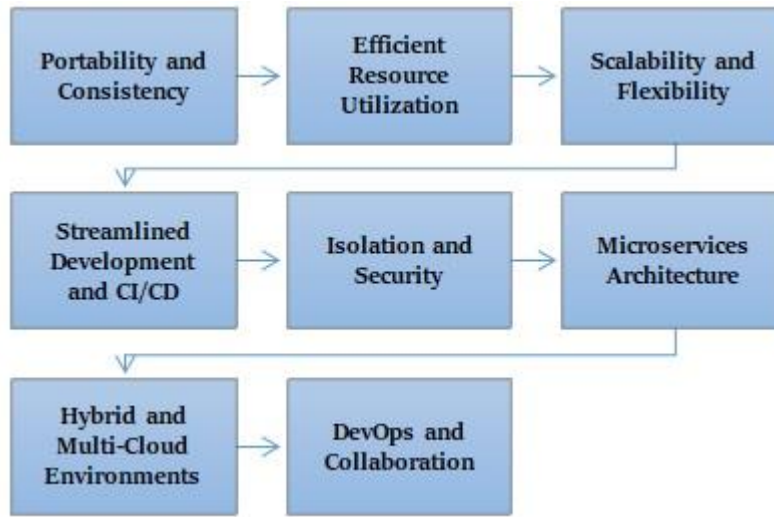 Portability and
Consistency
Efficient
Resource
Utilization
Scalability and
Flexibility
Streamlined
Development
and CI/CD
Isolation and
Security
Microservices
Architecture
Hybrid and
Multi-Cloud
Environments
DevOps and
Collaboration